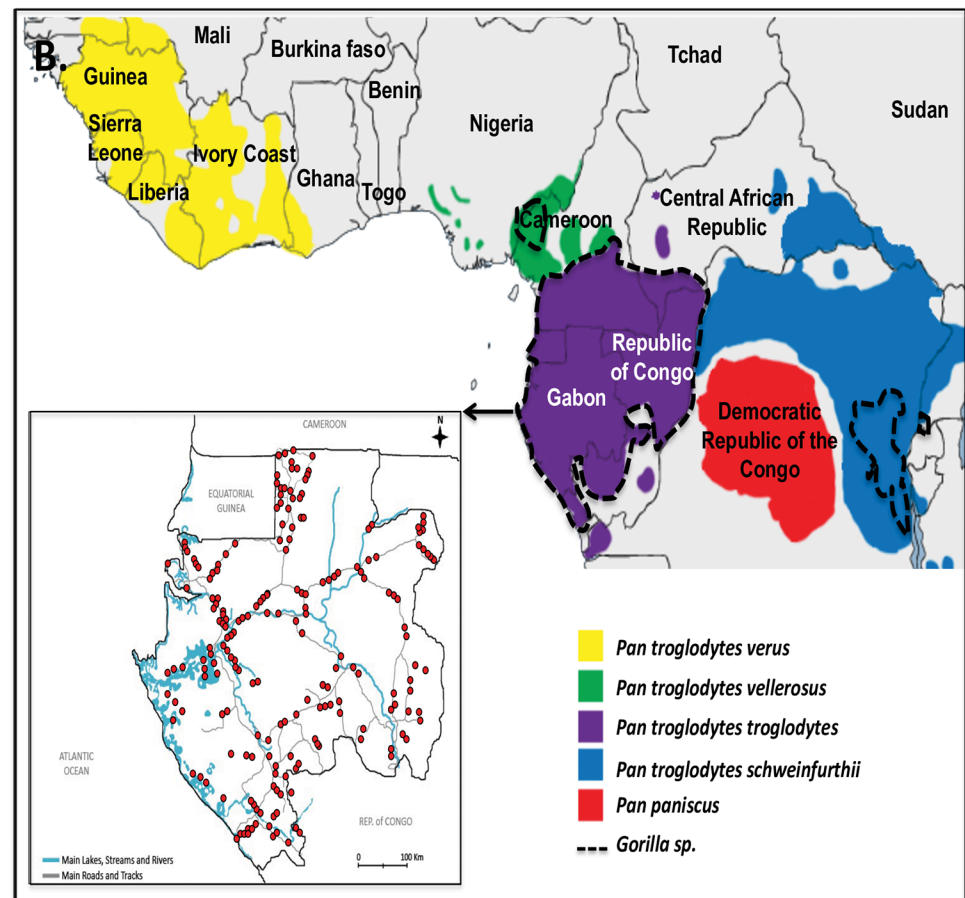 B.
Mali
Burkina faso
Tchad
Guinea
Benin
Nigeria
Sudan
Sierra
Leone
Ivory Coast
Ghana
Togo
Liberia
Cameroon
Central African
Republic
Republic
of Congo
Gabon
Democratic
Republic of the
Congo
CAMEROON
N
EQUATORIAL
GUINEA
ATLANTIC
OCEAN
REP. of CONGO
Main Lakes, Streams and Rivers
Main Roads and Tracks
0 100 Km
Pan troglodytes verus
Pan troglodytes vellerosus
Pan troglodytes troglodytes
Pan troglodytes schweinfurthii
Pan paniscus
Gorilla sp.